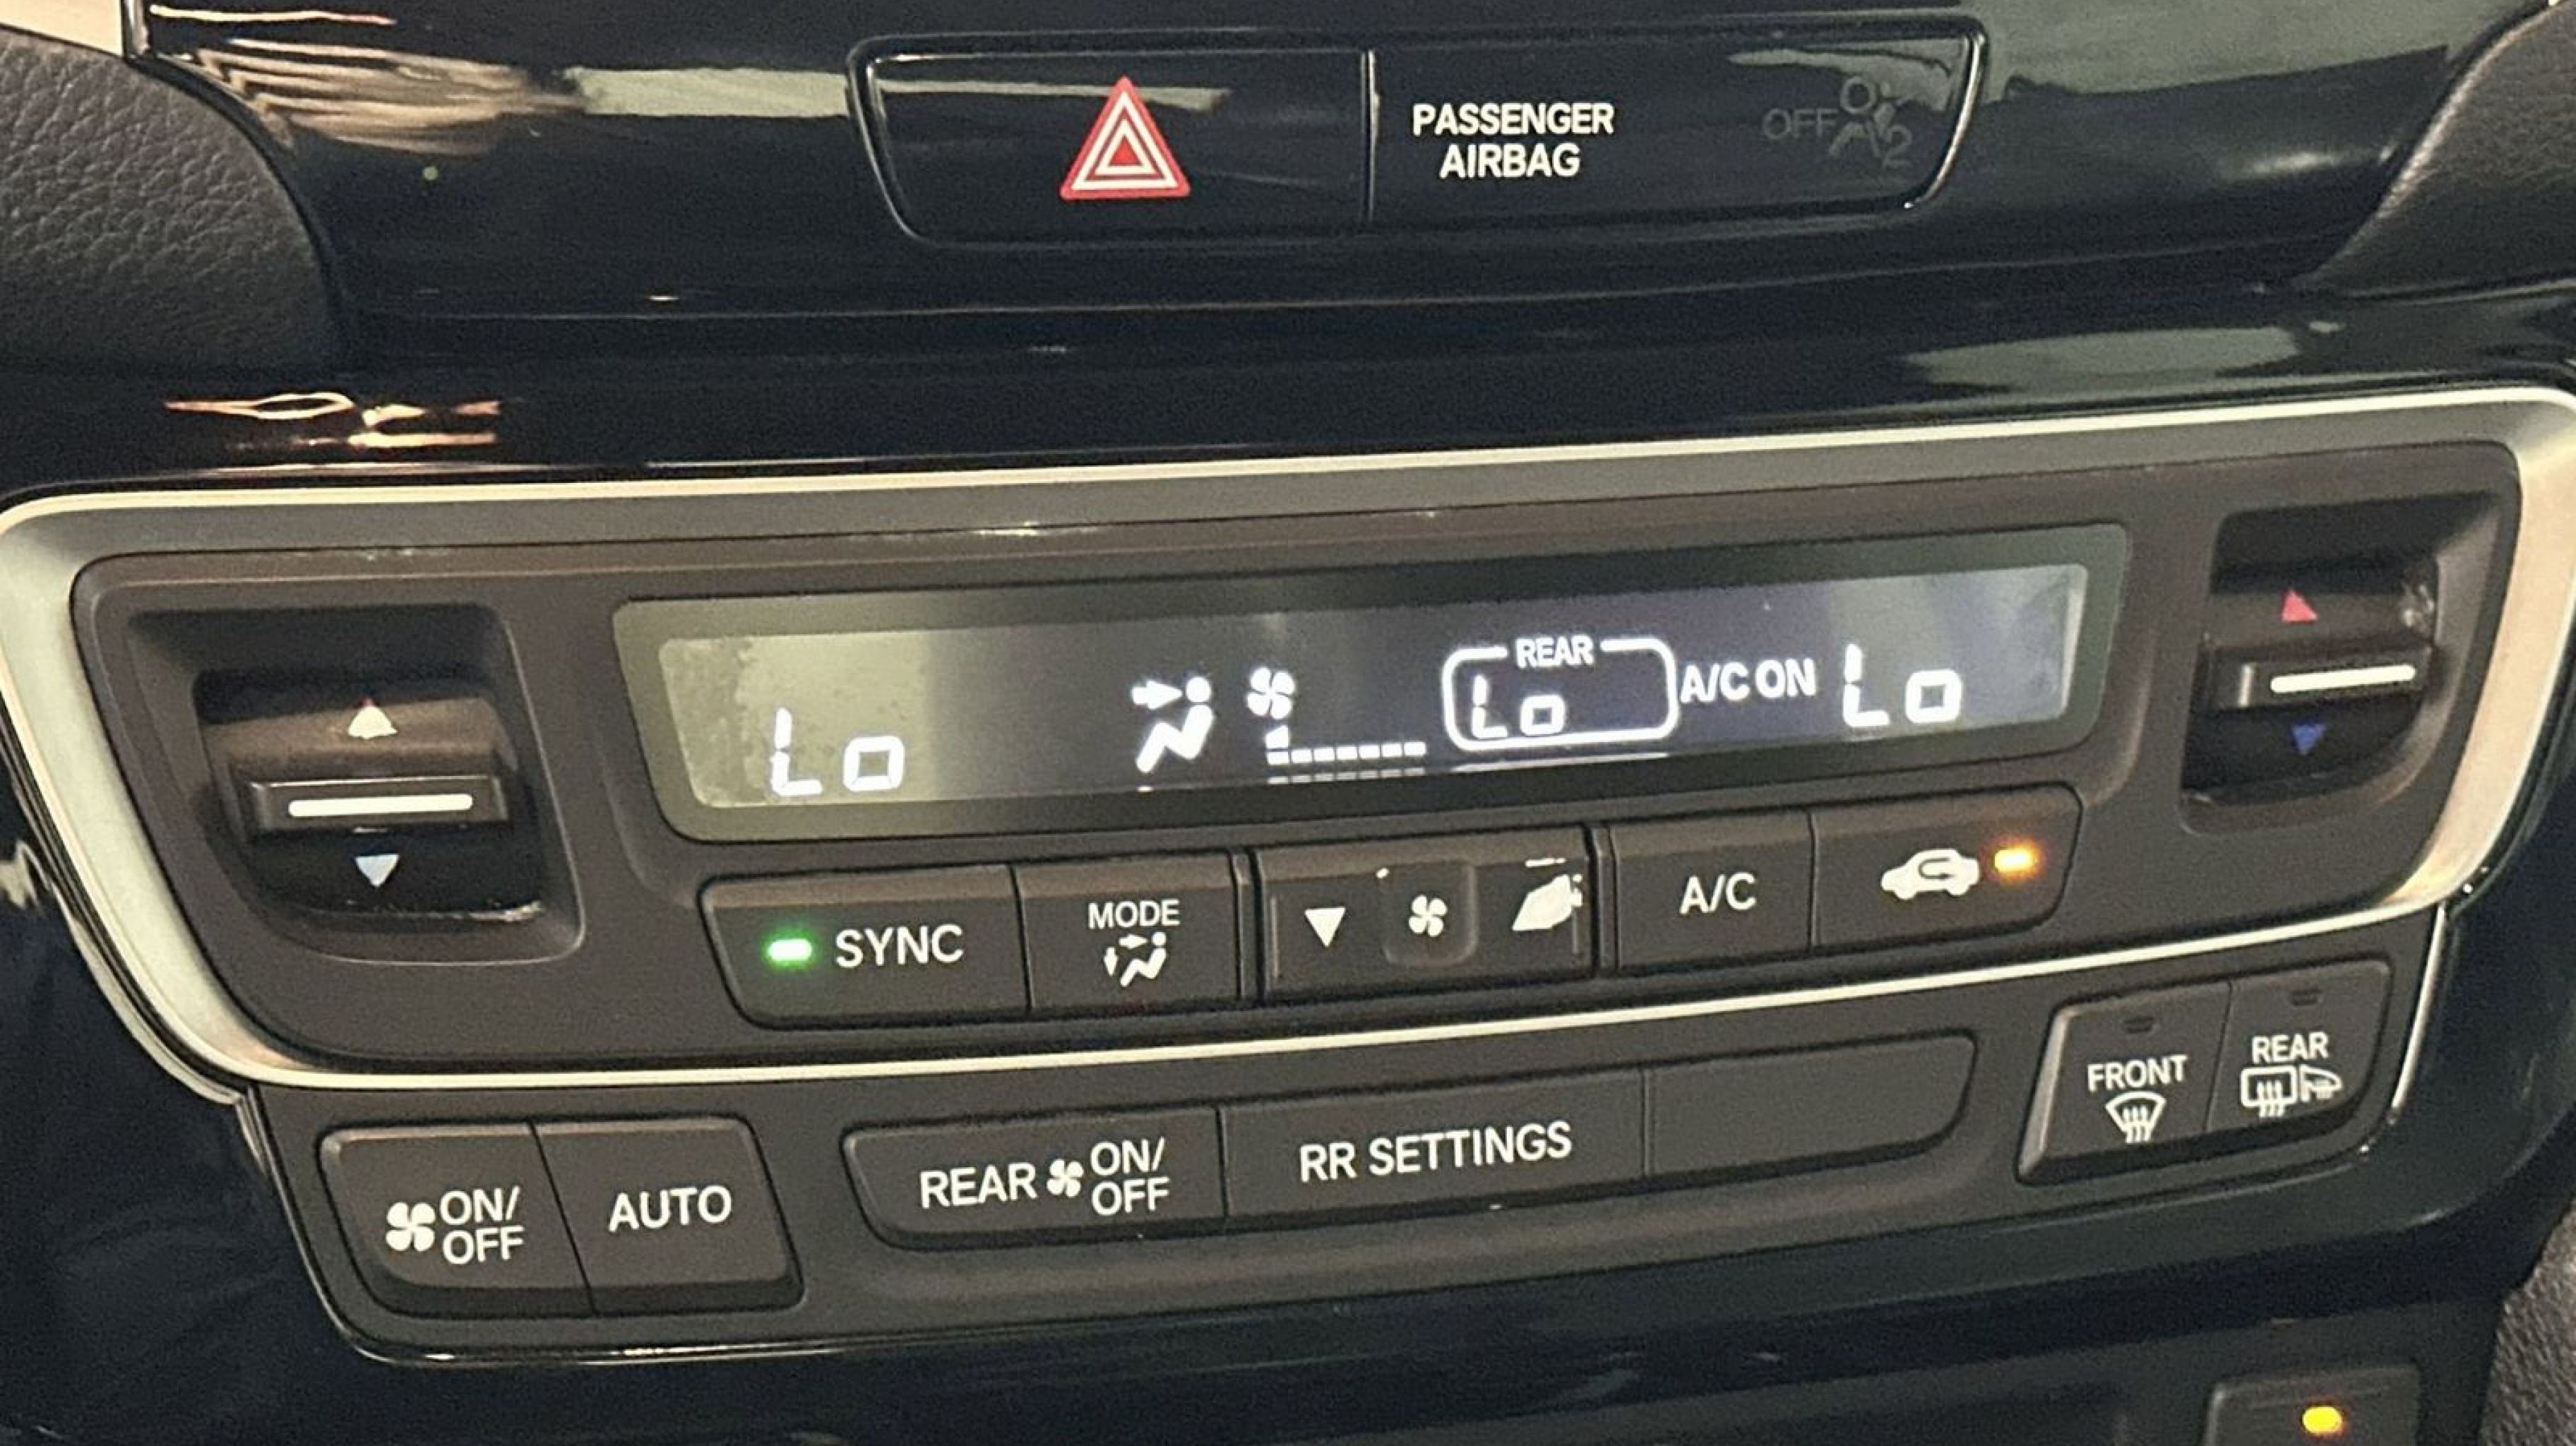 PASSENGER
AIRBAG
OFF
2
REAR
Lo
Lo
A/C ON
Lo
SYNC
MODE
A/C
ON/
OFF
AUTO
REAR
ON/
OFF
RR SETTINGS
FRONT
REAR